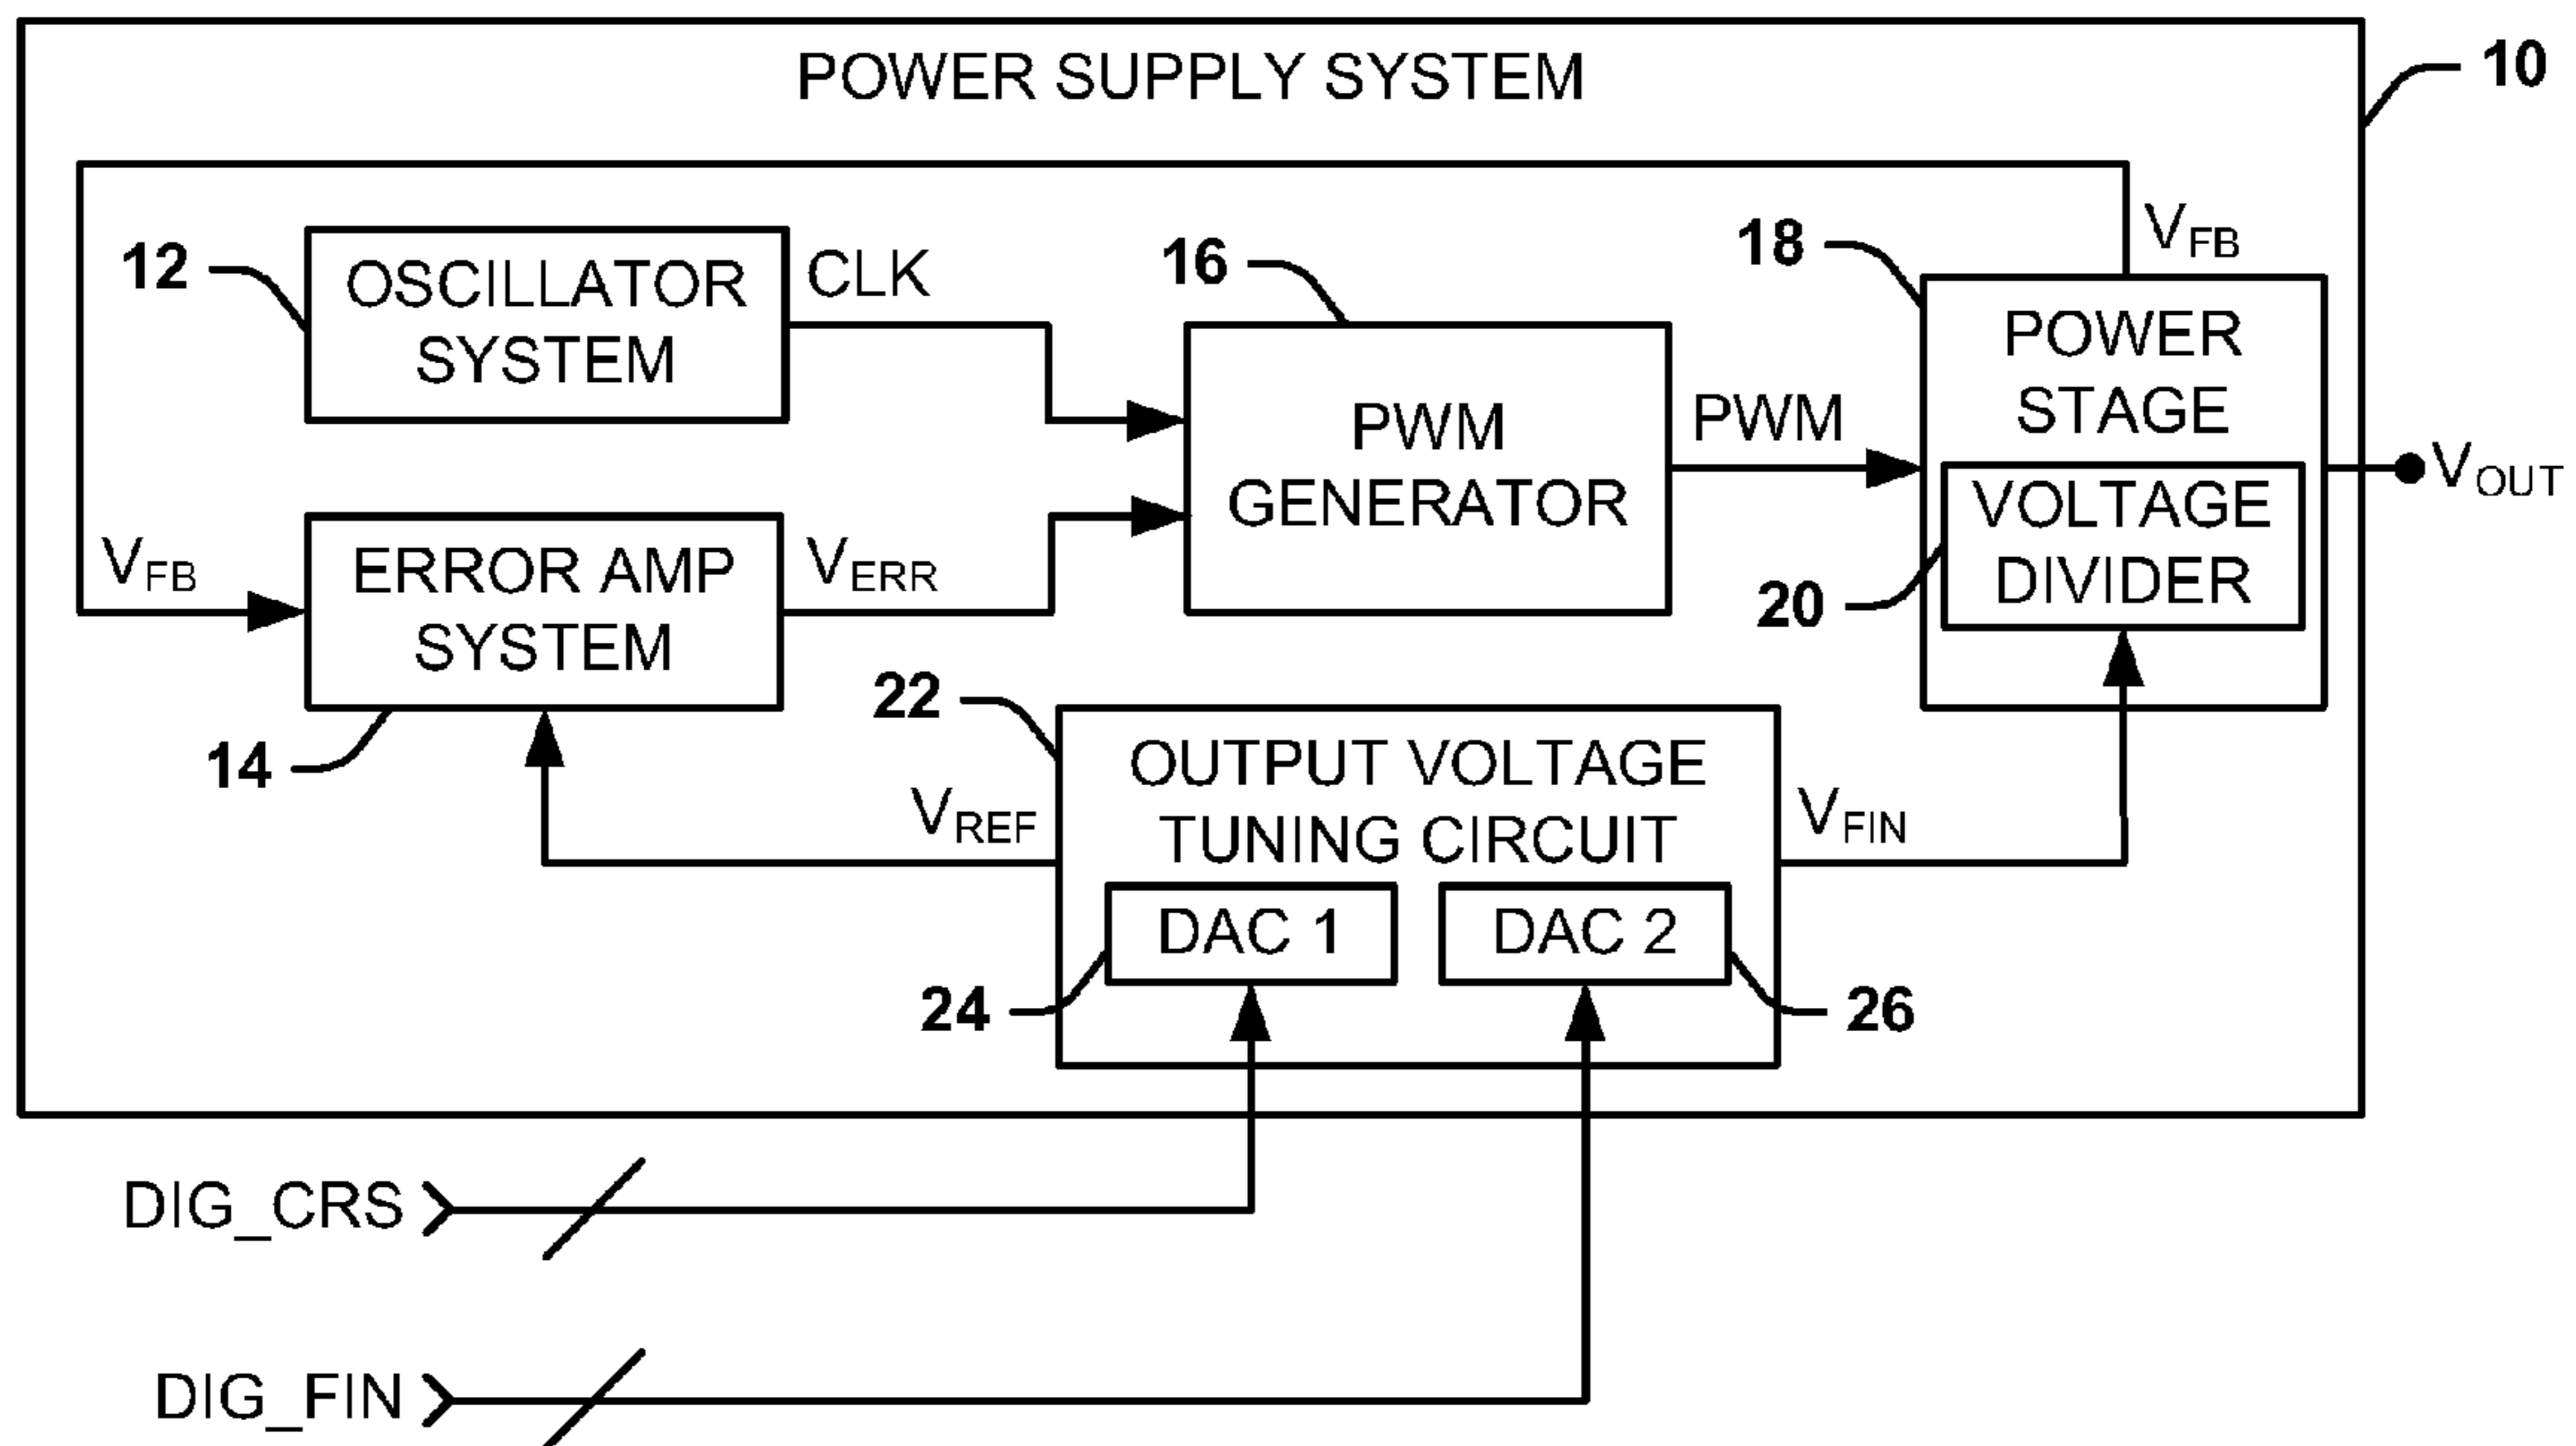 POWER SUPPLY SYSTEM
10
12
OSCILLATOR
SYSTEM
CLK
16
PWM
GENERATOR
PWM
18
VFB
POWER
STAGE
VOLTAGE
DIVIDER
20
VOUT
VFB
ERROR AMP
SYSTEM
VERR
14
22
VREF
OUTPUT VOLTAGE
TUNING CIRCUIT
VFIN
DAC 1
DAC 2
24
26
DIG_CRS
DIG_FIN